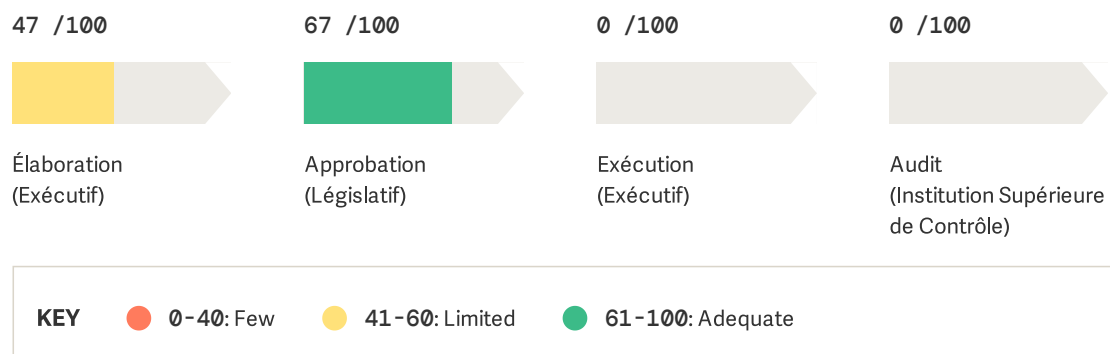 47 /100
67 /100
0 /100
0 /100
Élaboration
(Exécutif)
Approbation
(Législatif)
Exécution
(Exécutif)
Audit
(Institution Supérieure
de Contrôle)
KEY
0-40: Few
41-60: Limited
61-100: Adequate